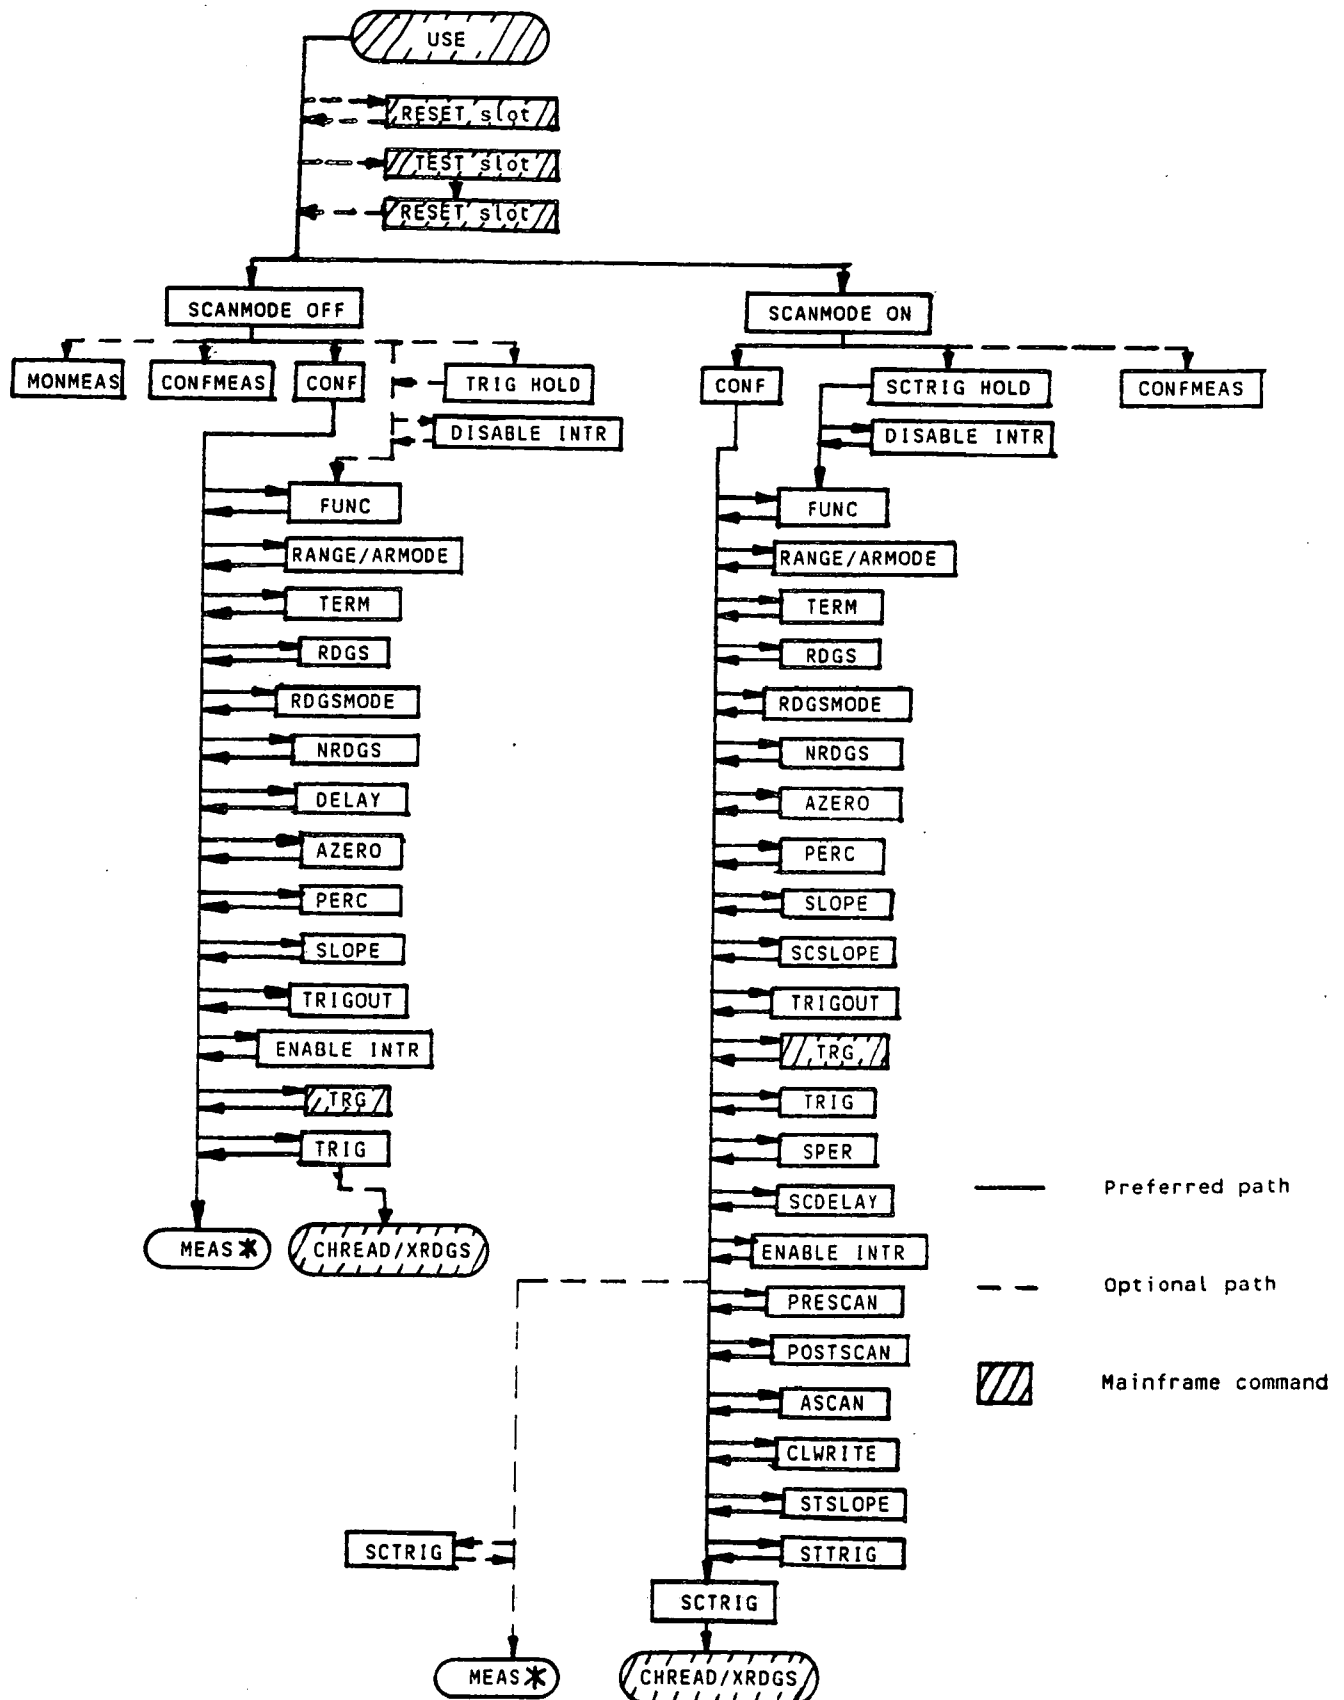 USE
RESET slot
TEST slot
RESET slot
SCANMODE OFF
SCANMODE ON
MONMEAS
CONFMEAS
CONF
TRIG HOLD
DISABLE INTR
FUNC
RANGE/ARMODE
TERM
RDGS
RDGSMODE
NRDGS
DELAY
AZERO
PERC
SLOPE
TRIGOUT
ENABLE INTR
TRG
TRIG
MEAS*
CHREAD/XRDGS
CONF
SCTRIG HOLD
CONFMEAS
DISABLE INTR
FUNC
RANGE/ARMODE
TERM
RDGS
RDGSMODE
NRDGS
AZERO
PERC
SLOPE
SCSLOPE
TRIGOUT
TRG
TRIG
SPER
SCDELAY
ENABLE INTR
PRESCAN
POSTSCAN
ASCAN
CLWRITE
STSLOPE
STTRIG
SCTRIG
SCTRIG
MEAS*
CHREAD/XRDGS
Preferred path
Optional path
Mainframe command